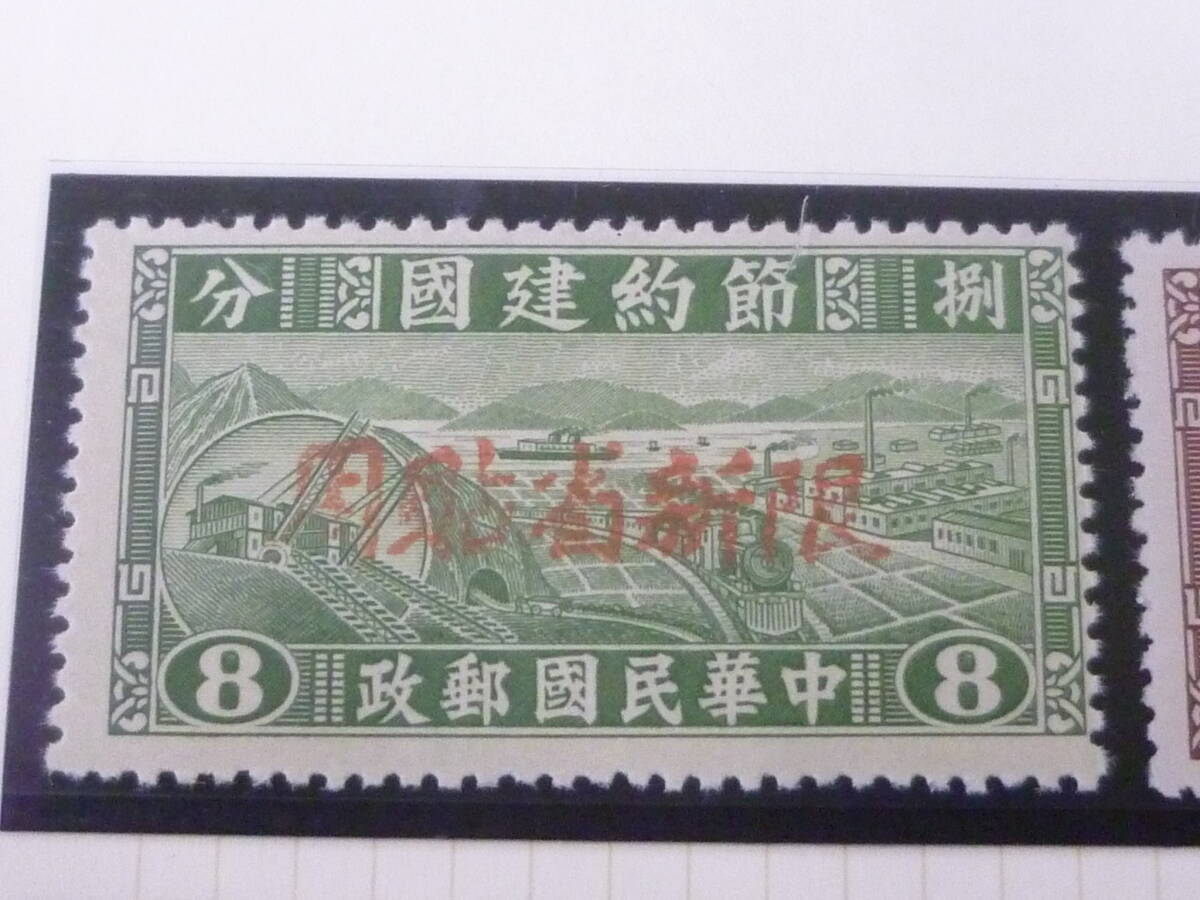 捌 節約建國 分
限新省貼用
8 中華民國郵政 8